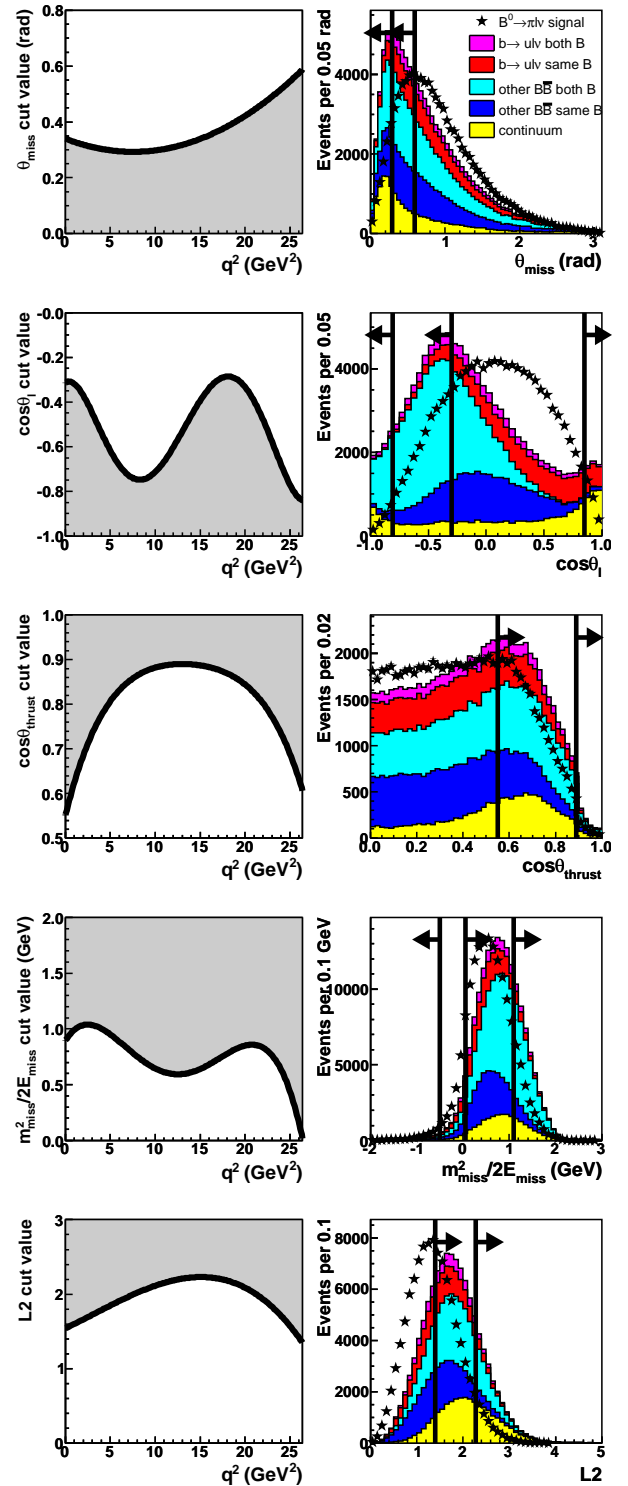 θmiss cut value (rad)
0.8
0.6
0.4
0.2
0.0
0 5 10 15 20 25
q² (GeV²)
Events per 0.05 rad
4000
2000
0
0 1 2 3
θmiss (rad)
B⁰→πlν signal
b→ ulν both B
b→ ulν same B
other BB̅ both B
other BB̅ same B
continuum
cosθl cut value
-0.0
-0.2
-0.4
-0.6
-0.8
-1.0
0 5 10 15 20 25
q² (GeV²)
Events per 0.05
4000
2000
0
-1.0 -0.5 0.0 0.5 1.0
cosθl
cosθthrust cut value
1.0
0.9
0.8
0.7
0.6
0.5
0 5 10 15 20 25
q² (GeV²)
Events per 0.02
2000
1500
1000
500
0
0.0 0.2 0.4 0.6 0.8 1.0
cosθthrust
m²miss/2Emiss cut value (GeV)
2.0
1.5
1.0
0.5
0.0
0 5 10 15 20 25
q² (GeV²)
Events per 0.1 GeV
10000
5000
0
-2 -1 0 1 2 3
m²miss/2Emiss (GeV)
L2 cut value
3
2
1
0
0 5 10 15 20 25
q² (GeV²)
Events per 0.1
8000
6000
4000
2000
0
0 1 2 3 4 5
L2